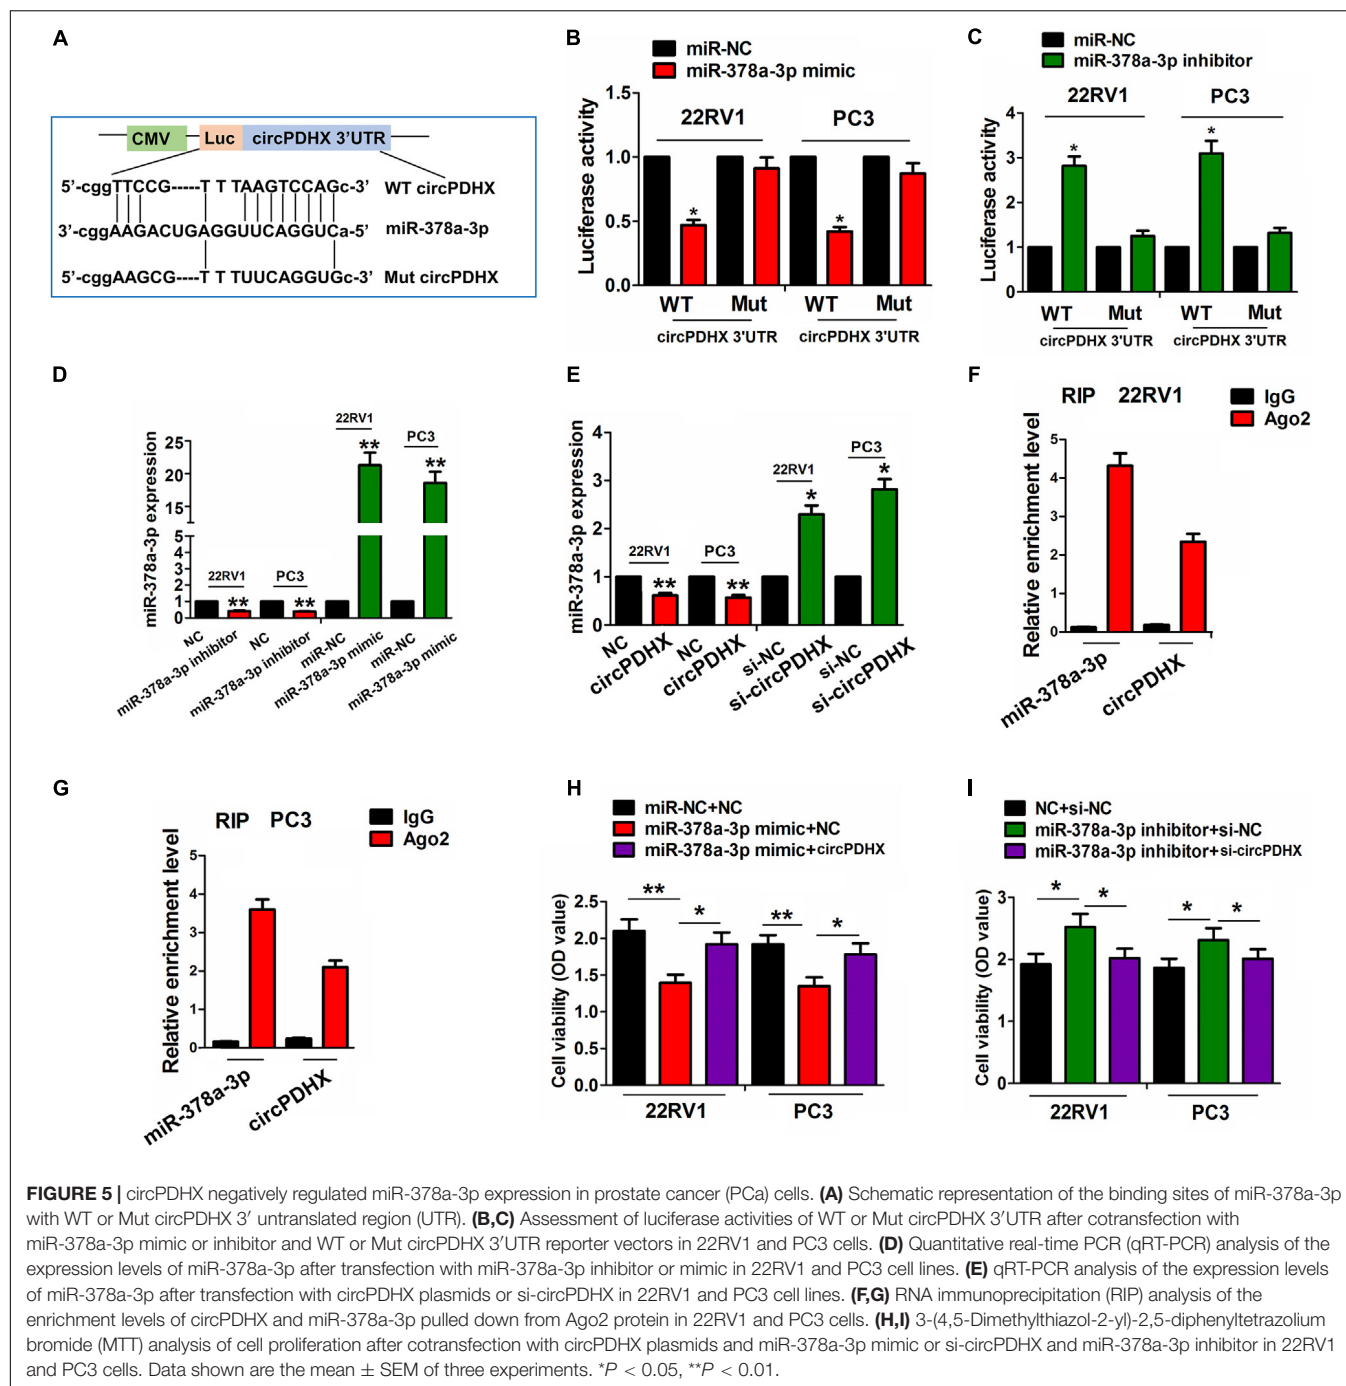 A
CMV
Luc
circPDHX 3'UTR
5'-cggTTCCG-----T T TAAGTCCAGc-3' WT circPDHX
3'-cggAAGACUGAGGUUCAGGUCa-5' miR-378a-3p
5'-cggAAGCG----T T TUUCAGGUGc-3' Mut circPDHX
B
miR-NC
miR-378a-3p mimic
Luciferase activity
1.5
1.0
0.5
0.0
22RV1 PC3
*
*
WT Mut WT Mut
circPDHX 3'UTR circPDHX 3'UTR
C
miR-NC
miR-378a-3p inhibitor
Luciferase activity
4
3
2
1
0
22RV1 PC3
*
*
WT Mut WT Mut
circPDHX 3'UTR circPDHX 3'UTR
D
miR-378a-3p expression
25
20
15
10
5
4
3
2
1
0
22RV1
PC3
22RV1
PC3
**
**
**
**
NC
miR-378a-3p inhibitor
NC
miR-378a-3p inhibitor
miR-NC
miR-378a-3p mimic
miR-NC
miR-378a-3p mimic
E
miR-378a-3p expression
4
3
2
1
0
22RV1
PC3
22RV1
PC3
**
**
*
*
NC
circPDHX
NC
circPDHX
si-NC
si-circPDHX
si-NC
si-circPDHX
F
RIP 22RV1
IgG
Ago2
Relative enrichment level
5
4
2
0
miR-378a-3p
circPDHX
G
RIP PC3
IgG
Ago2
Relative enrichment level
5
4
3
2
1
0
miR-378a-3p
circPDHX
H
miR-NC+NC
miR-378a-3p mimic+NC
miR-378a-3p mimic+circPDHX
Cell viability (OD value)
2.5
2.0
1.5
1.0
0.5
0.0
**
*
**
*
22RV1 PC3
I
NC+si-NC
miR-378a-3p inhibitor+si-NC
miR-378a-3p inhibitor+si-circPDHX
Cell viability (OD value)
3
2
1
0
*
*
*
*
22RV1 PC3
FIGURE 5 | circPDHX negatively regulated miR-378a-3p expression in prostate cancer (PCa) cells. (A) Schematic representation of the binding sites of miR-378a-3p
with WT or Mut circPDHX 3′ untranslated region (UTR). (B,C) Assessment of luciferase activities of WT or Mut circPDHX 3′UTR after cotransfection with
miR-378a-3p mimic or inhibitor and WT or Mut circPDHX 3′UTR reporter vectors in 22RV1 and PC3 cells. (D) Quantitative real-time PCR (qRT-PCR) analysis of the
expression levels of miR-378a-3p after transfection with miR-378a-3p inhibitor or mimic in 22RV1 and PC3 cell lines. (E) qRT-PCR analysis of the expression levels
of miR-378a-3p after transfection with circPDHX plasmids or si-circPDHX in 22RV1 and PC3 cell lines. (F,G) RNA immunoprecipitation (RIP) analysis of the
enrichment levels of circPDHX and miR-378a-3p pulled down from Ago2 protein in 22RV1 and PC3 cells. (H,I) 3-(4,5-Dimethylthiazol-2-yl)-2,5-diphenyltetrazolium
bromide (MTT) analysis of cell proliferation after cotransfection with circPDHX plasmids and miR-378a-3p mimic or si-circPDHX and miR-378a-3p inhibitor in 22RV1
and PC3 cells. Data shown are the mean ± SEM of three experiments. *P < 0.05, **P < 0.01.